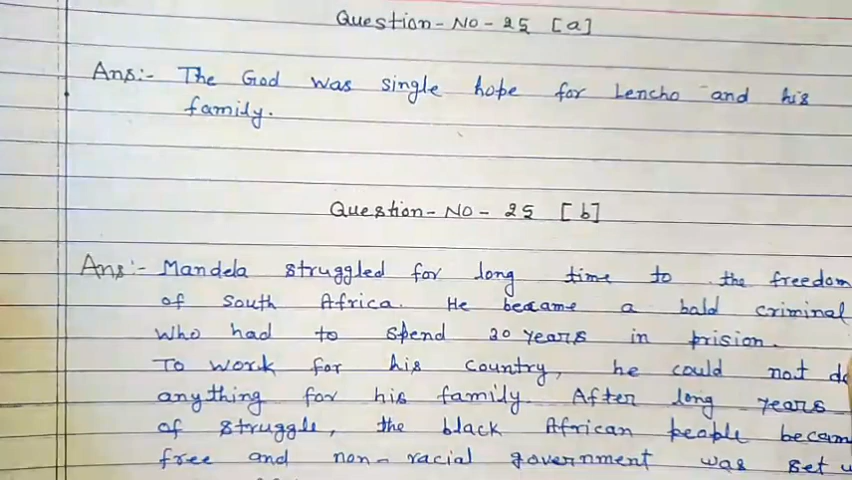 Question-No-25 [a]
Ans:- The God was single hope for Lencho and his
family.
Question-No-25 [b]
Ans:- Mandela struggled for long time to the freedom
of South Africa. He became a bald criminal
who had to spend 30 years in prision.
To work for his country, he could not do
anything for his family. After long years
of struggle, the black African people becam
free and non-racial government was set u